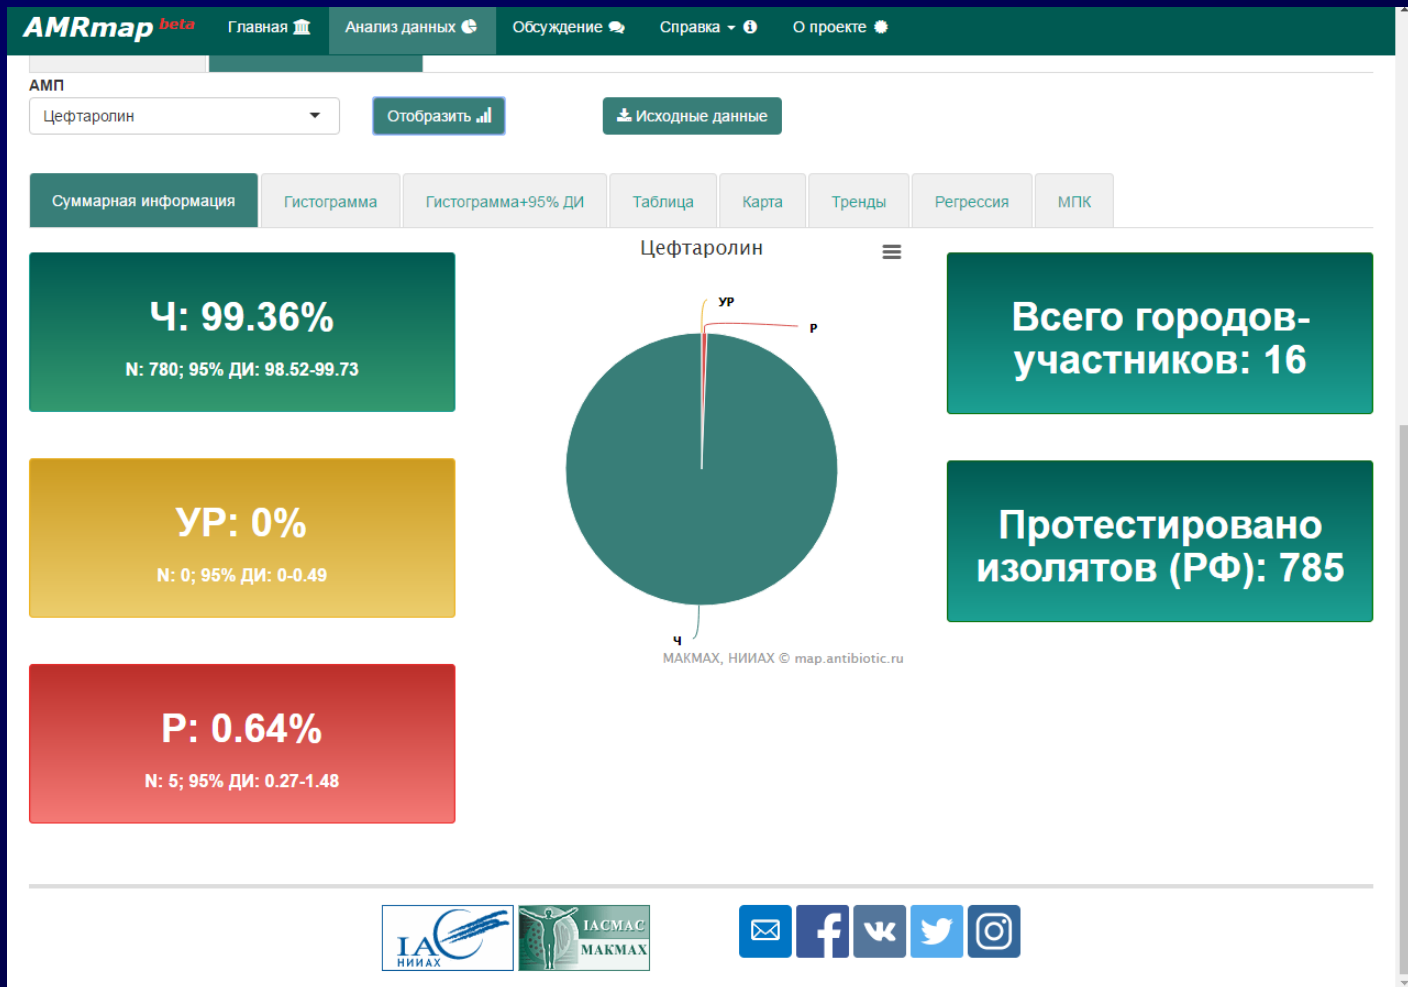 AMRmap beta
Главная
Анализ данных
Обсуждение
Справка
О проекте
АМП
Цефтаролин
Отобразить
Исходные данные
Суммарная информация
Гистограмма
Гистограмма+95% ДИ
Таблица
Карта
Тренды
Регрессия
МПК
Ч: 99.36%
N: 780; 95% ДИ: 98.52-99.73
УР: 0%
N: 0; 95% ДИ: 0-0.49
Р: 0.64%
N: 5; 95% ДИ: 0.27-1.48
Цефтаролин
УР
Р
Ч
МАКМАХ, НИИАХ © map.antibiotic.ru
Всего городов-
участников: 16
Протестировано
изолятов (РФ): 785
IAC
НИИАХ
IACMAC
МАКМАХ